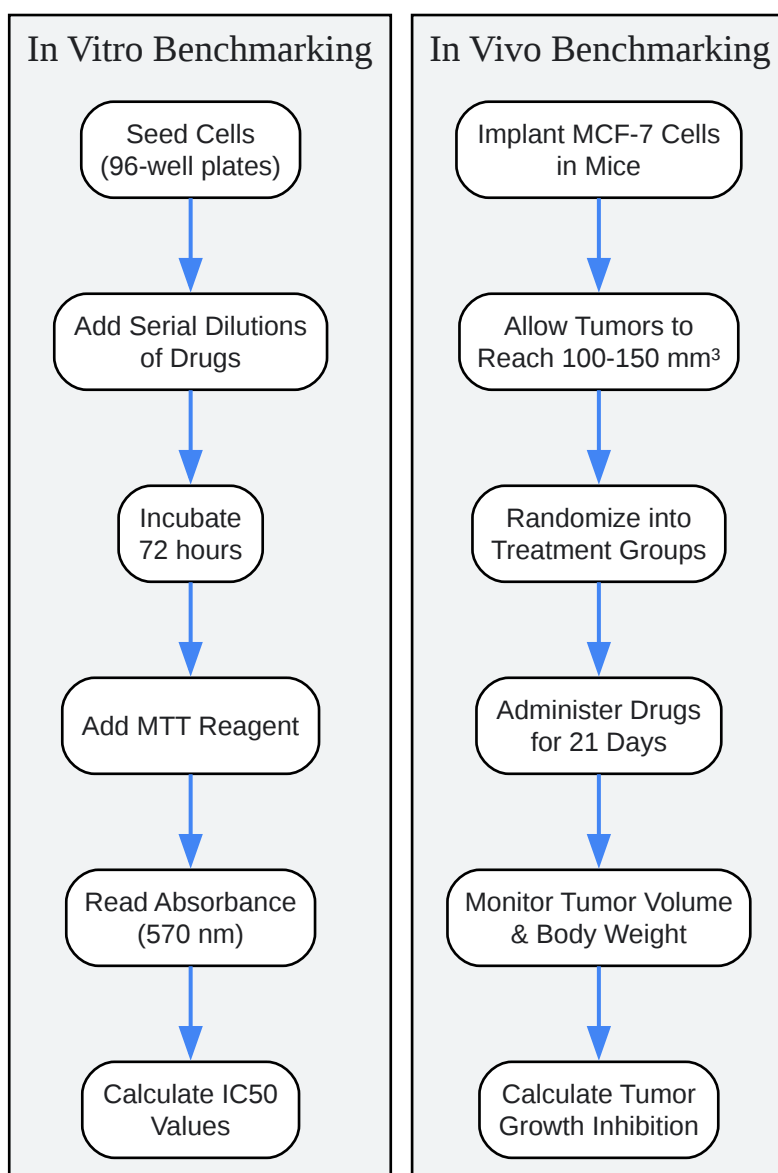 In Vitro Benchmarking
Seed Cells
(96-well plates)
Add Serial Dilutions
of Drugs
Incubate
72 hours
Add MTT Reagent
Read Absorbance
(570 nm)
Calculate IC50
Values
In Vivo Benchmarking
Implant MCF-7 Cells
in Mice
Allow Tumors to
Reach 100-150 mm³
Randomize into
Treatment Groups
Administer Drugs
for 21 Days
Monitor Tumor Volume
& Body Weight
Calculate Tumor
Growth Inhibition